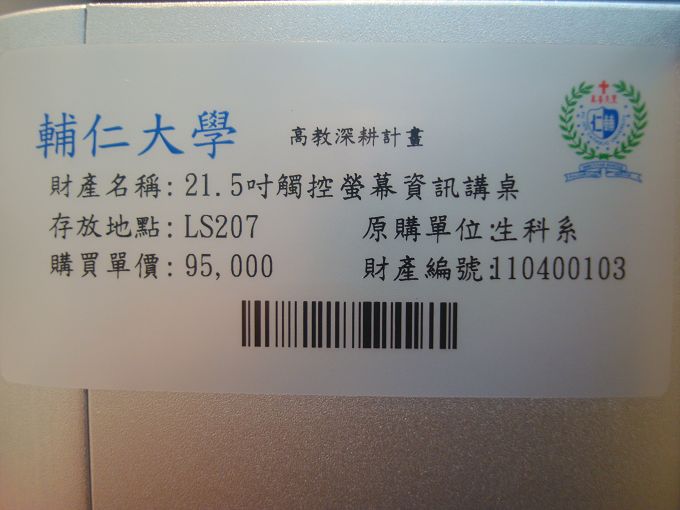 輔仁大學 高教深耕計畫
財產名稱: 21.5吋觸控螢幕資訊講桌
存放地點: LS207 原購單位:生科系
購買單價: 95,000 財產編號:110400103